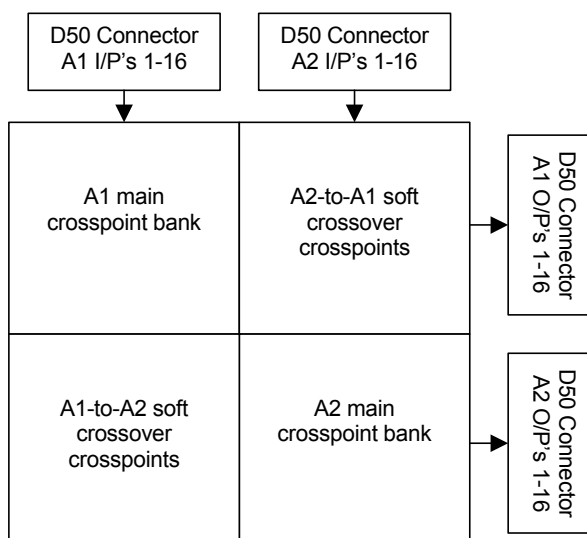 D50 Connector
A1 I/P's 1-16
D50 Connector
A2 I/P's 1-16
A1 main
crosspoint bank
A2-to-A1 soft
crossover
crosspoints
D50 Connector
A1 O/P's 1-16
A1-to-A2 soft
crossover
crosspoints
A2 main
crosspoint bank
D50 Connector
A2 O/P's 1-16